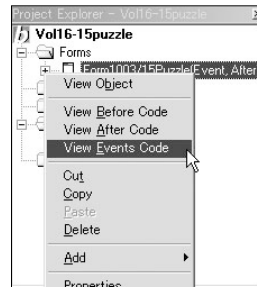 Project Explorer - Vol16-15puzzle
Vol16-15puzzle
Forms
Form1003/15Puzzle(Event, After
View Object
View Before Code
View After Code
View Events Code
Cut
Copy
Paste
Delete
Add
Properties